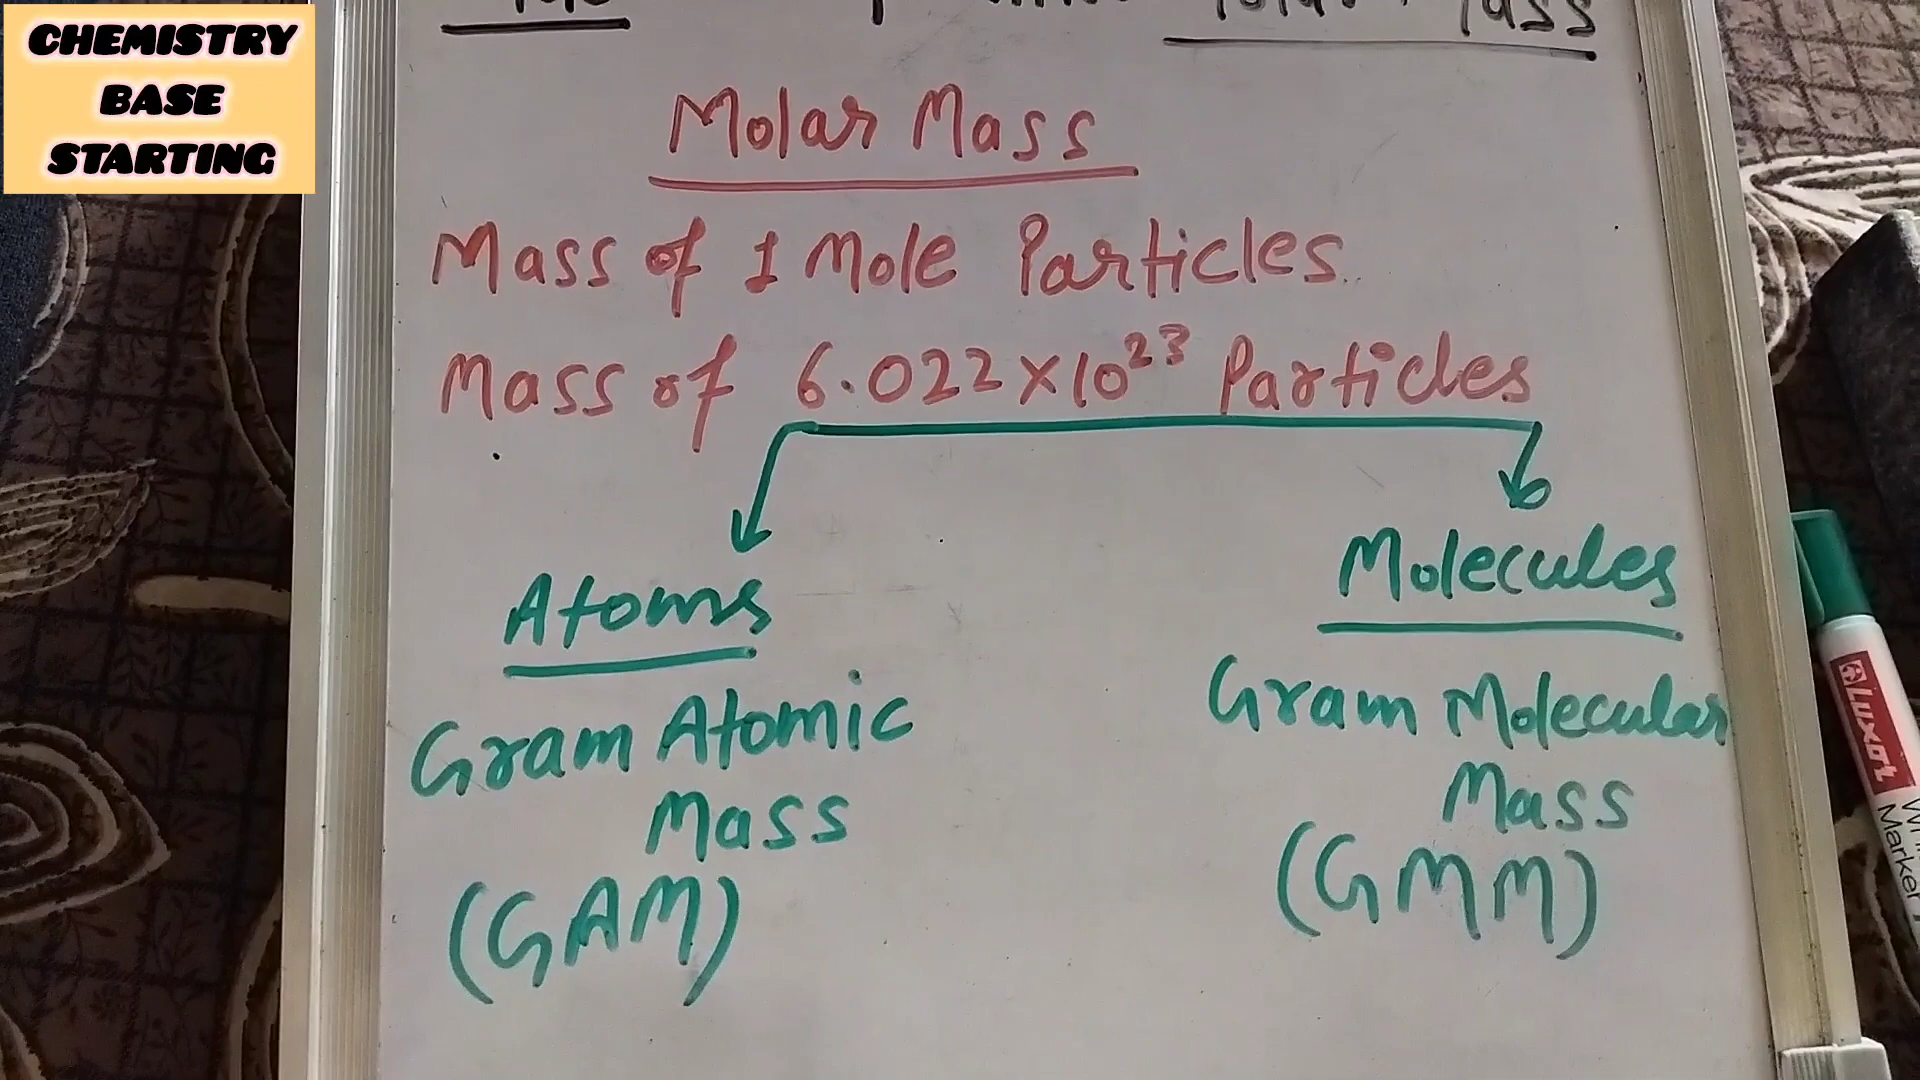 CHEMISTRY
BASE
STARTING
Molar Mass
Mass of 1 Mole Particles
Mass of 6.022×10²³ Particles
Atoms
Molecules
Gram Atomic
Mass
(GAM)
Gram Molecular
Mass
(GMM)
Luxor
Marker